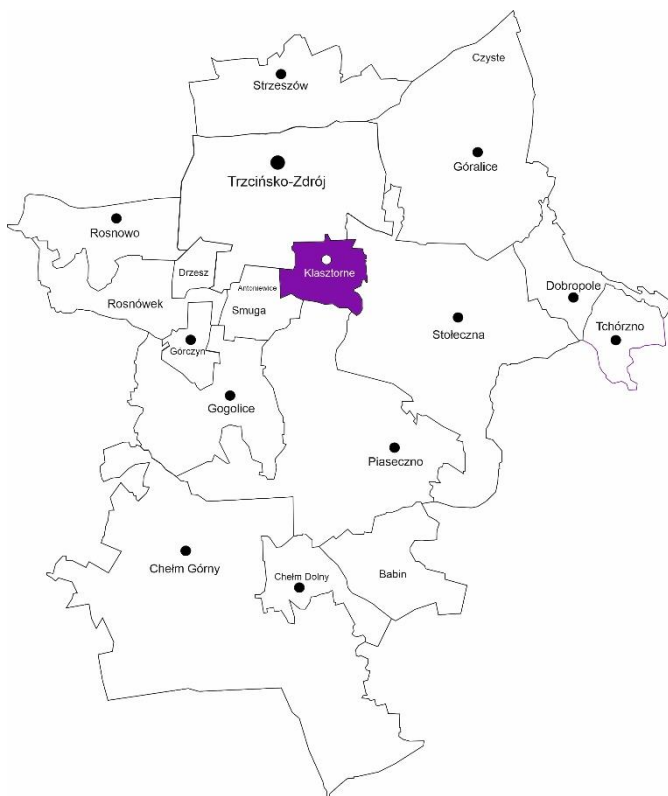 Czyste
Strzeszów
Góralice
Trzcińsko-Zdrój
Rosnowo
Drzesz
Klasztorne
Antoniewice
Dobropole
Rosnówek
Smuga
Tchórzno
Stołeczna
Górczyn
Gogolice
Piaseczno
Chełm Górny
Chełm Dolny
Babin